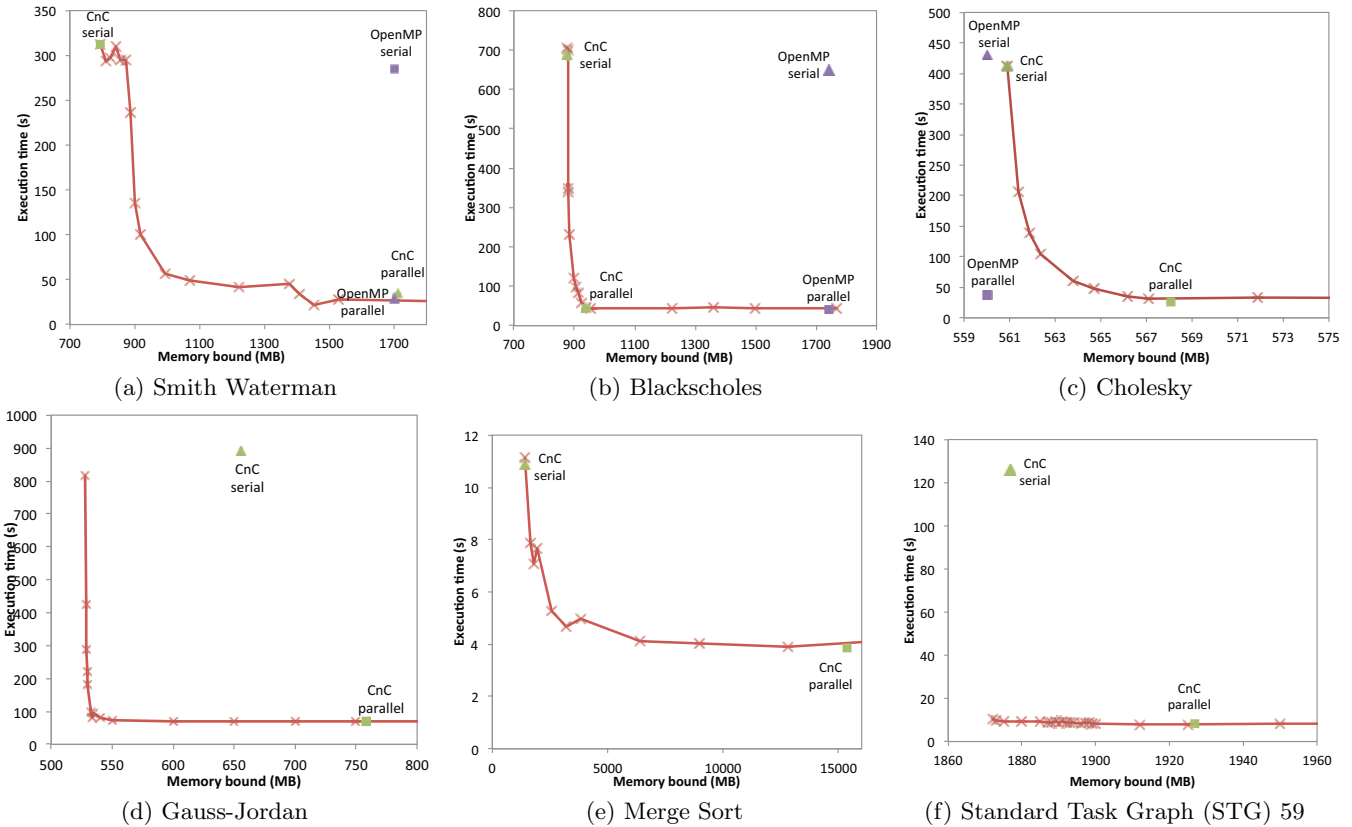 350
300
250
200
150
100
50
0
Execution time (s)
CnC
serial
OpenMP
serial
CnC
parallel
OpenMP
parallel
700 900 1100 1300 1500 1700
Memory bound (MB)
(a) Smith Waterman
800
700
600
500
400
300
200
100
0
Execution time (s)
CnC
serial
OpenMP
serial
CnC
parallel
OpenMP
parallel
700 900 1100 1300 1500 1700 1900
Memory bound (MB)
(b) Blackscholes
500
450
400
350
300
250
200
150
100
50
0
Execution time (s)
OpenMP
serial
CnC
serial
OpenMP
parallel
CnC
parallel
559 561 563 565 567 569 571 573 575
Memory bound (MB)
(c) Cholesky
1000
900
800
700
600
500
400
300
200
100
0
Execution time (s)
CnC
serial
CnC
parallel
500 550 600 650 700 750 800
Memory bound (MB)
(d) Gauss-Jordan
12
10
8
6
4
2
0
Execution time (s)
CnC
serial
CnC
parallel
0 5000 10000 15000
Memory bound (MB)
(e) Merge Sort
140
120
100
80
60
40
20
0
Execution time (s)
CnC
serial
CnC
parallel
1860 1880 1900 1920 1940 1960
Memory bound (MB)
(f) Standard Task Graph (STG) 59